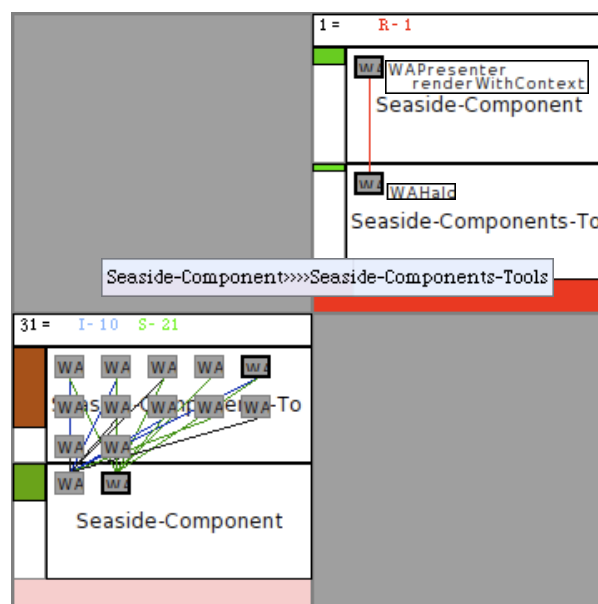 1 = R- 1
WA WAPresenter
renderWithContext
Seaside-Component
WA WAHalo
Seaside-Components-To
Seaside-Component>>>>Seaside-Components-Tools
31 = I- 10 S- 21
WA WA WA WA WA
WA WA WA WA WA
WA WA
WA WA
Seaside-Component